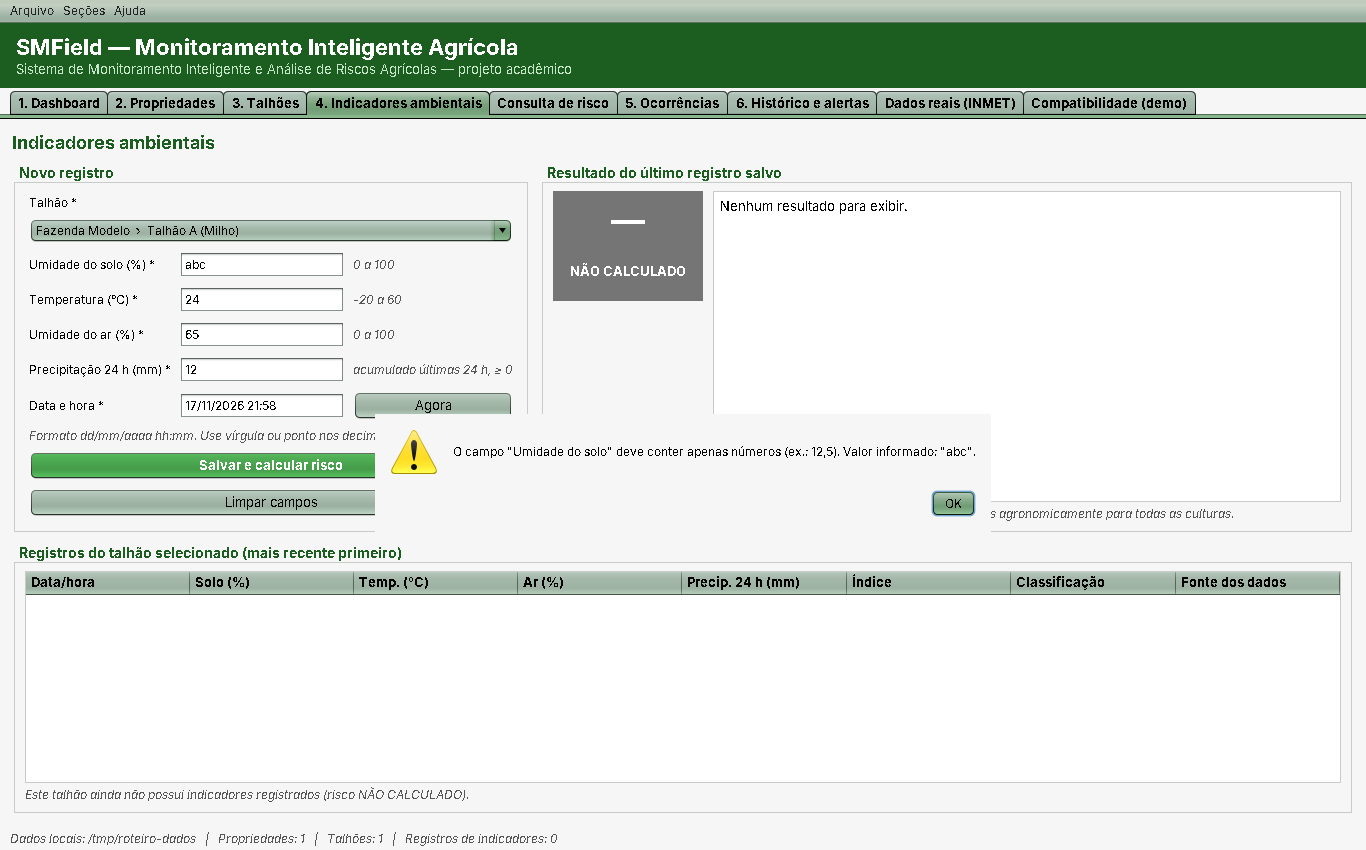 Arquivo Seções Ajuda
SMField — Monitoramento Inteligente Agrícola
Sistema de Monitoramento Inteligente e Análise de Riscos Agrícolas — projeto acadêmico
1. Dashboard 2. Propriedades 3. Talhões 4. Indicadores ambientais Consulta de risco 5. Ocorrências 6. Histórico e alertas Dados reais (INMET) Compatibilidade (demo)
Indicadores ambientais
Novo registro
Talhão *
Fazenda Modelo › Talhão A (Milho)
Umidade do solo (%) * abc 0 a 100
Temperatura (°C) * 24 -20 a 60
Umidade do ar (%) * 65 0 a 100
Precipitação 24 h (mm) * 12 acumulado últimas 24 h, ≥ 0
Data e hora * 17/11/2026 21:58 Agora
Formato dd/mm/aaaa hh:mm. Use vírgula ou ponto nos decim
Salvar e calcular risco
Limpar campos
Resultado do último registro salvo
—
NÃO CALCULADO
Nenhum resultado para exibir.
s agronomicamente para todas as culturas.
O campo "Umidade do solo" deve conter apenas números (ex.: 12,5). Valor informado: "abc".
OK
Registros do talhão selecionado (mais recente primeiro)
Data/hora Solo (%) Temp. (°C) Ar (%) Precip. 24 h (mm) Índice Classificação Fonte dos dados
Este talhão ainda não possui indicadores registrados (risco NÃO CALCULADO).
Dados locais: /tmp/roteiro-dados | Propriedades: 1 | Talhões: 1 | Registros de indicadores: 0